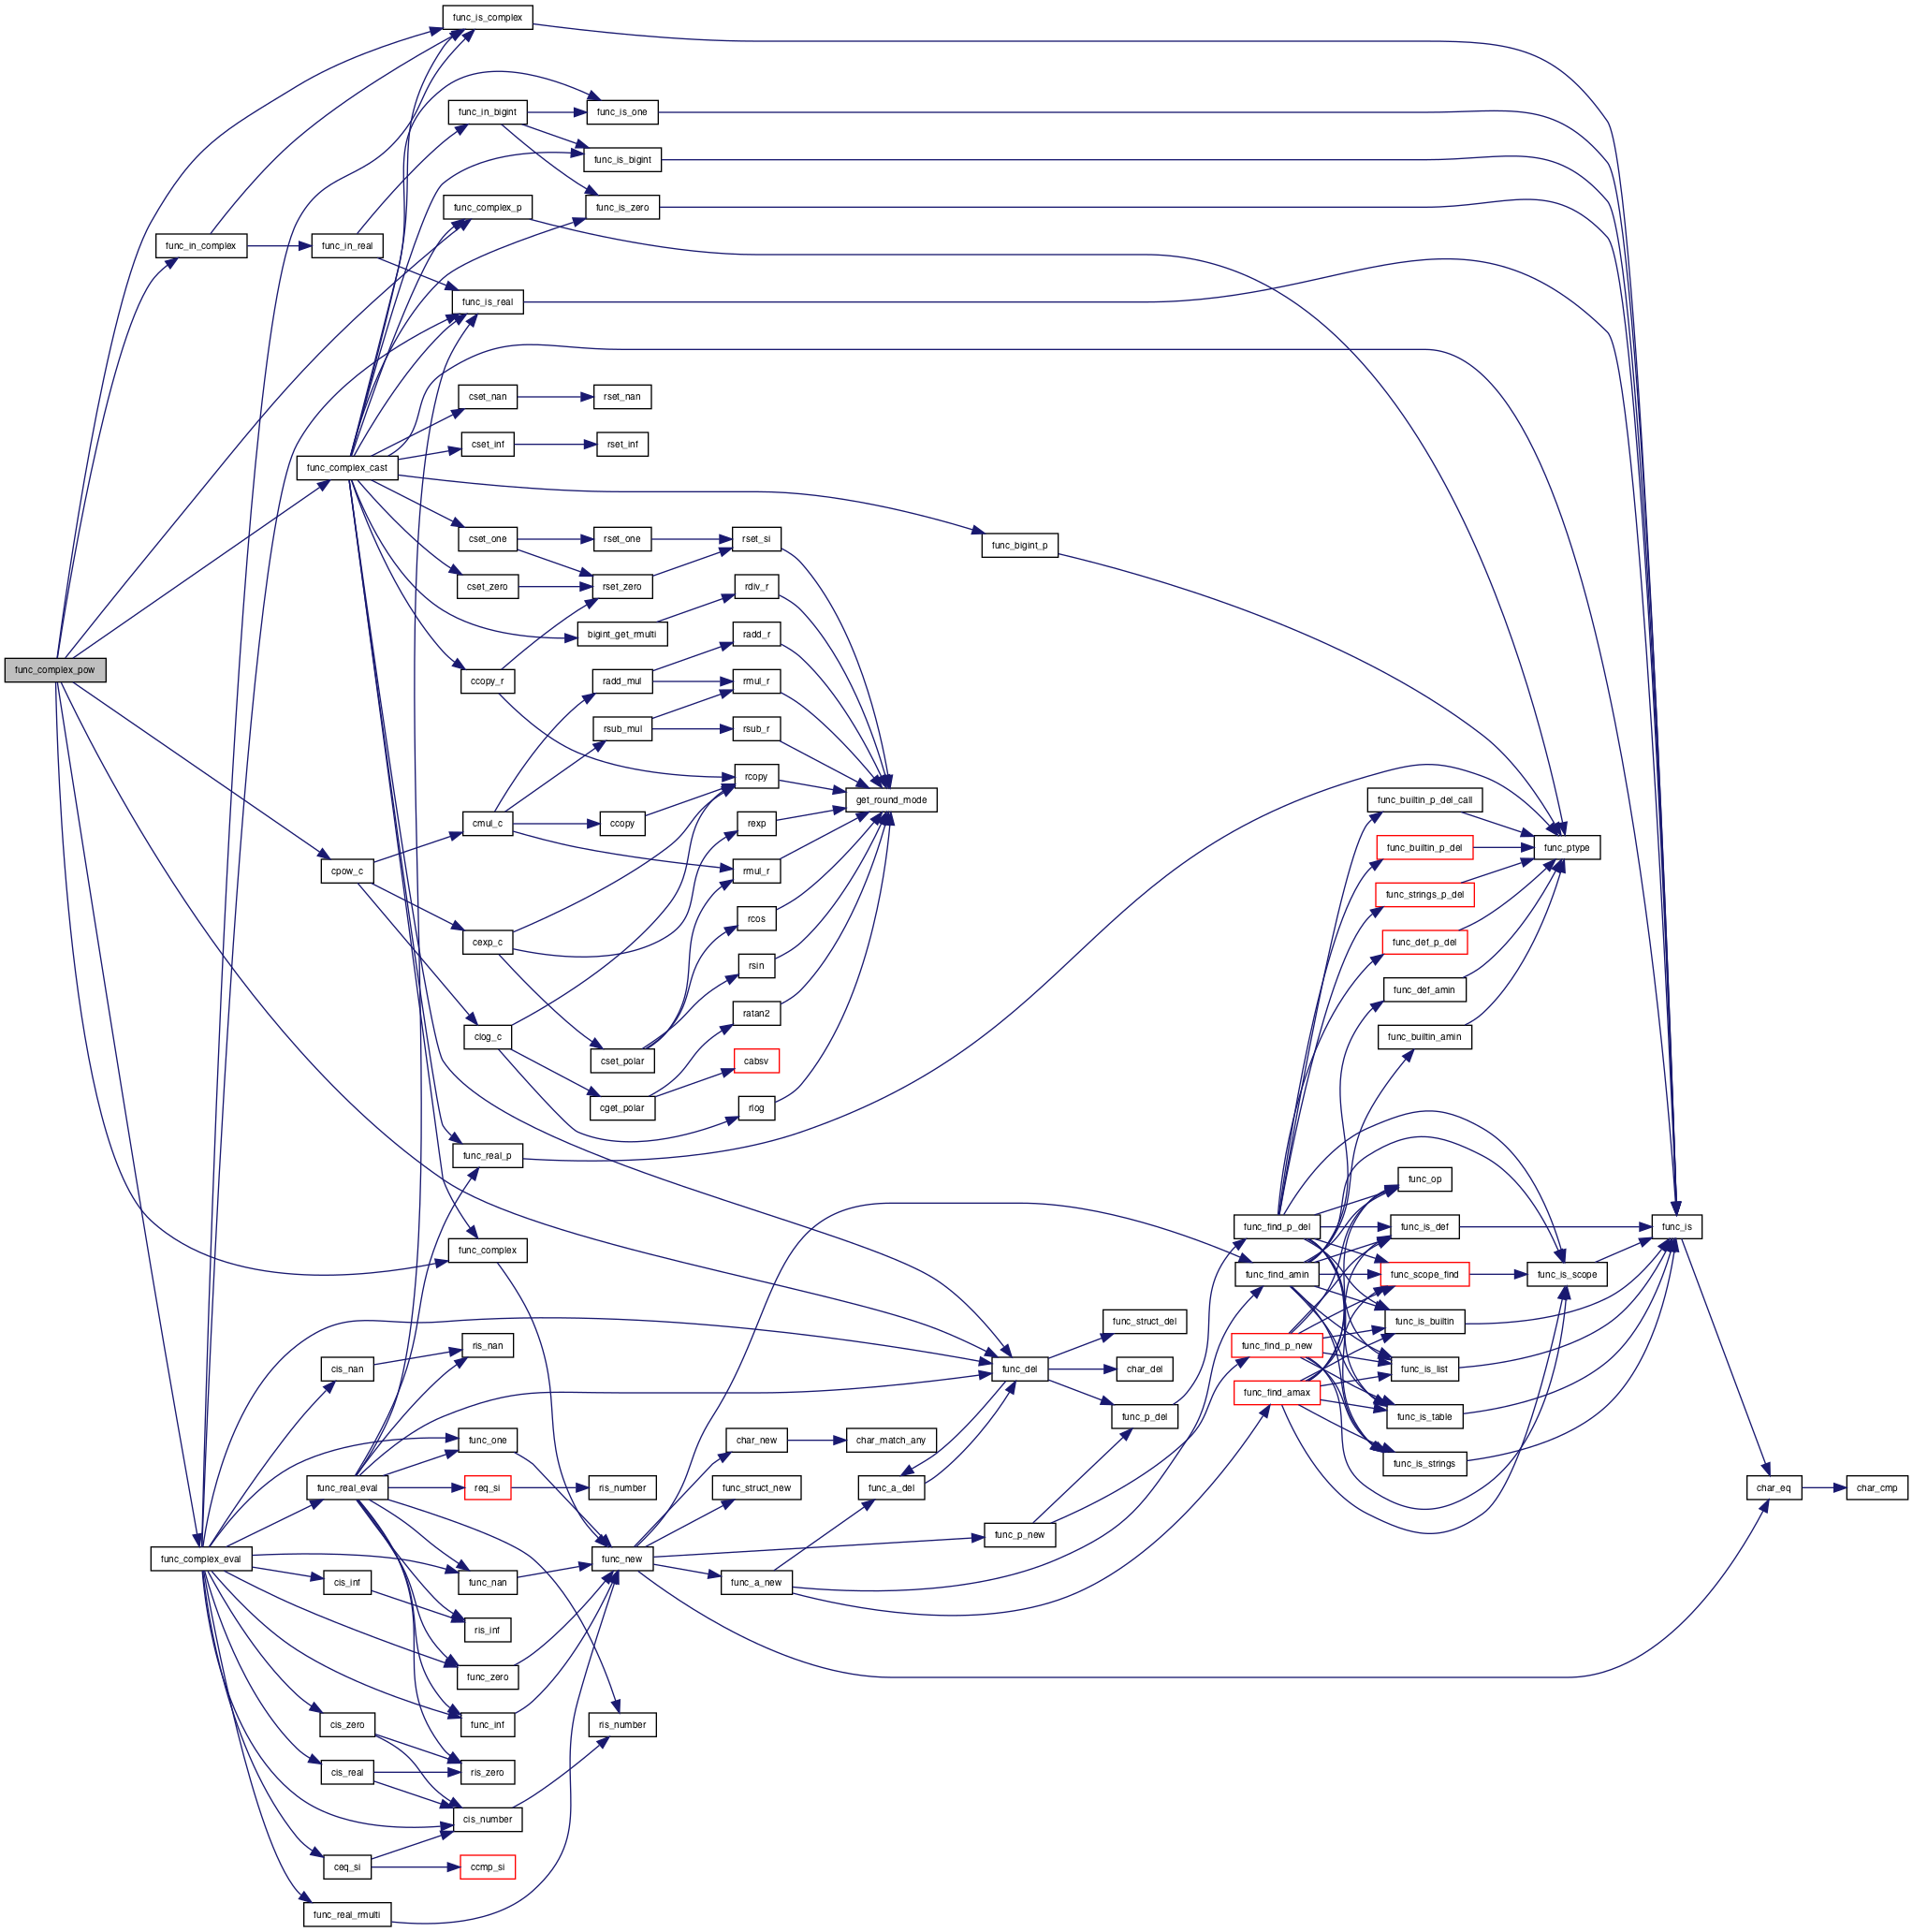 func_is_complex
func_in_bigint
func_is_one
func_is_bigint
func_complex_p
func_is_zero
func_in_complex
func_in_real
func_is_real
cset_nan
rset_nan
cset_inf
rset_inf
func_complex_cast
cset_one
rset_one
rset_si
func_bigint_p
cset_zero
rset_zero
rdiv_r
bigint_get_rmulti
radd_r
func_complex_pow
ccopy_r
radd_mul
rmul_r
rsub_mul
rsub_r
rcopy
get_round_mode
func_builtin_p_del_call
cmul_c
ccopy
rexp
func_builtin_p_del
func_ptype
cpow_c
rmul_r
func_strings_p_del
rcos
cexp_c
func_def_p_del
rsin
func_def_amin
ratan2
clog_c
func_builtin_amin
cset_polar
cabsv
cget_polar
rlog
func_real_p
func_op
func_find_p_del
func_is_def
func_is
func_complex
func_find_amin
func_scope_find
func_is_scope
func_struct_del
func_is_builtin
ris_nan
func_find_p_new
cis_nan
func_del
char_del
func_is_list
func_find_amax
func_p_del
func_is_table
func_one
char_new
char_match_any
func_is_strings
func_real_eval
req_si
ris_number
func_struct_new
func_a_del
char_eq
char_cmp
func_p_new
func_complex_eval
func_new
cis_inf
func_nan
func_a_new
ris_inf
func_zero
cis_zero
func_inf
ris_number
cis_real
ris_zero
cis_number
ceq_si
ccmp_si
func_real_rmulti